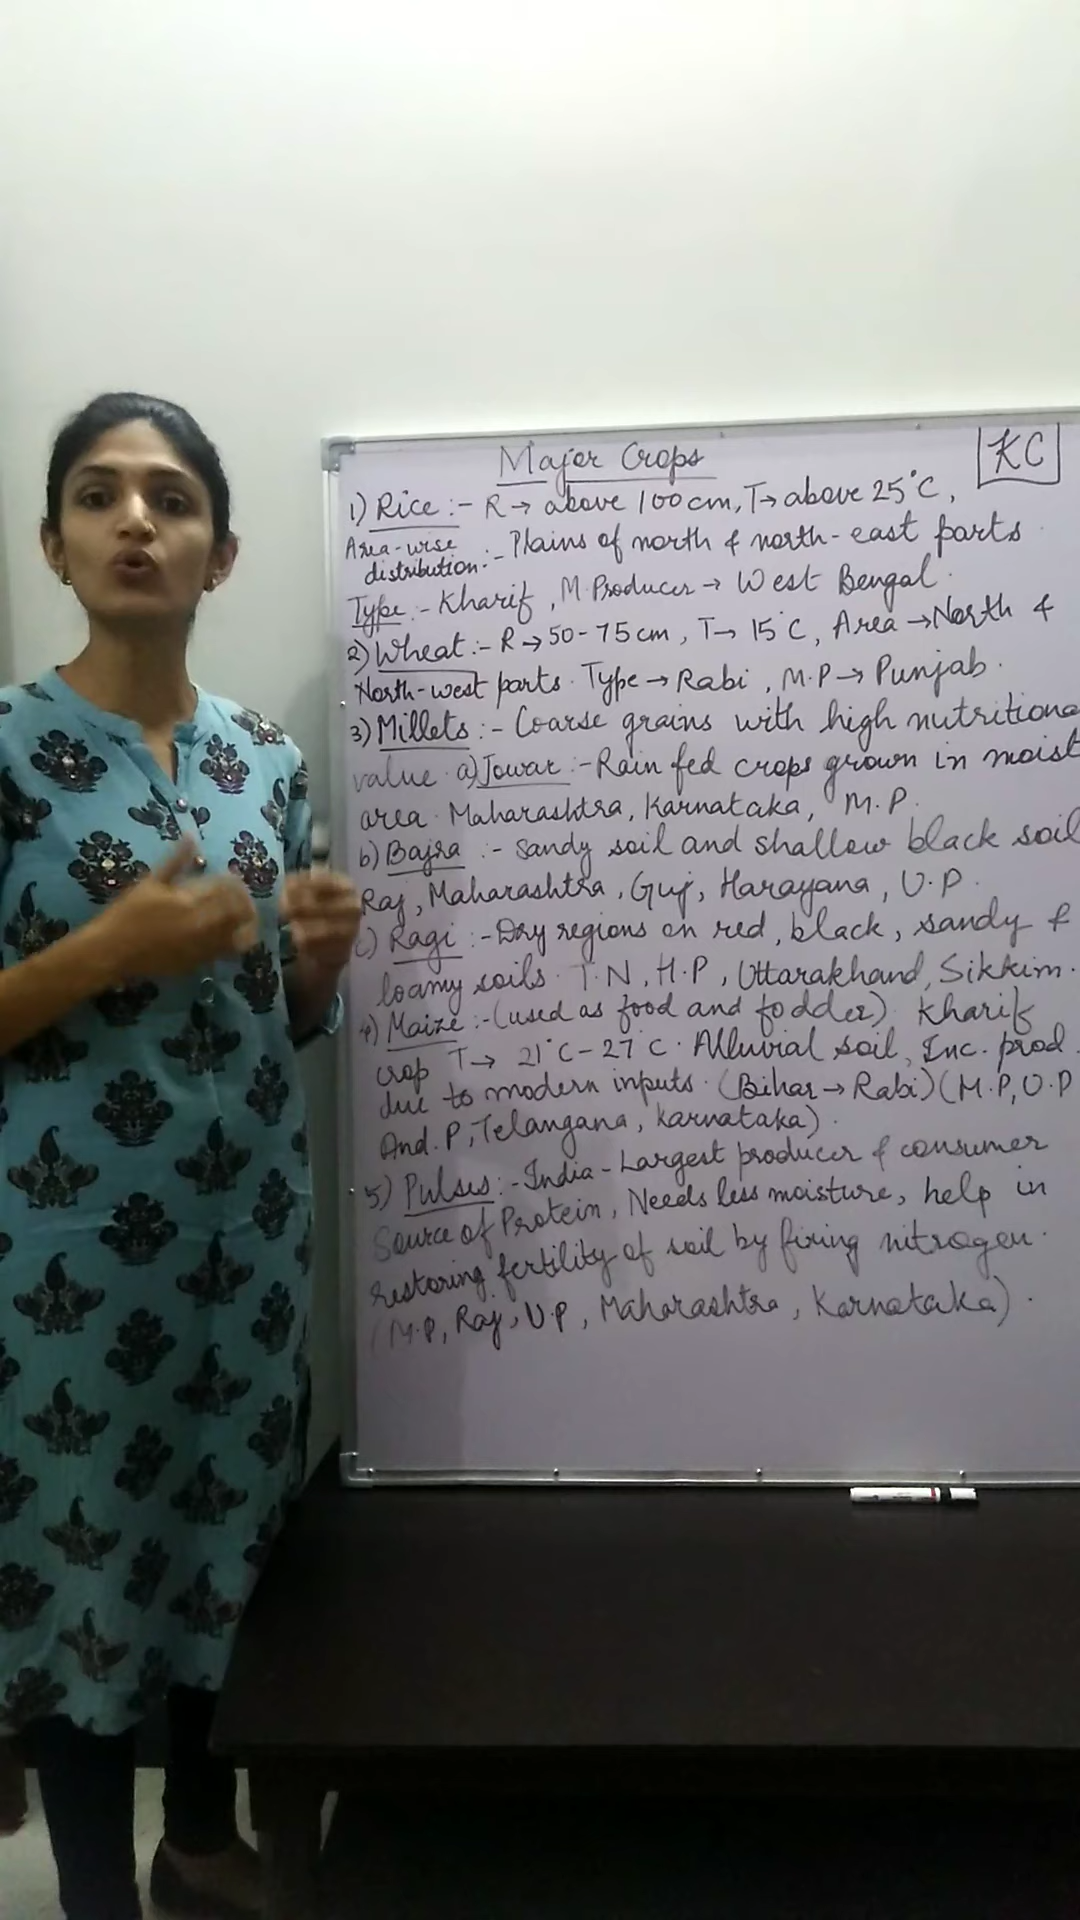 Major Crops
KC
1) Rice :- R → above 100 cm, T → above 25°C,
Area-wise distribution :- Plains of north & north-east parts
Type :- Kharif, M. Producer → West Bengal.
2) Wheat :- R → 50-75 cm, T → 15°C, Area → North &
North-west parts. Type → Rabi, M.P → Punjab.
3) Millets :- Coarse grains with high nutritiona
value. a) Jowar :- Rain fed crops grown in moist
area. Maharashtra, Karnataka, M.P.
b) Bajra :- Sandy soil and shallow black soil
Raj, Maharashtra, Guj, Harayana, U.P.
c) Ragi :- Dry regions on red, black, sandy &
loamy soils. T.N, H.P, Uttarakhand, Sikkim.
4) Maize :- (used as food and fodder). Kharif
crop T → 21°C - 27°C. Alluvial soil, Inc. prod.
due to modern inputs. (Bihar → Rabi) (M.P, U.P
And. P, Telangana, Karnataka).
5) Pulses :- India - Largest producer & consumer
Source of Protein, Needs less moisture, help in
restoring fertility of soil by fixing nitrogen.
(M.P, Raj, U.P, Maharashtra, Karnataka).